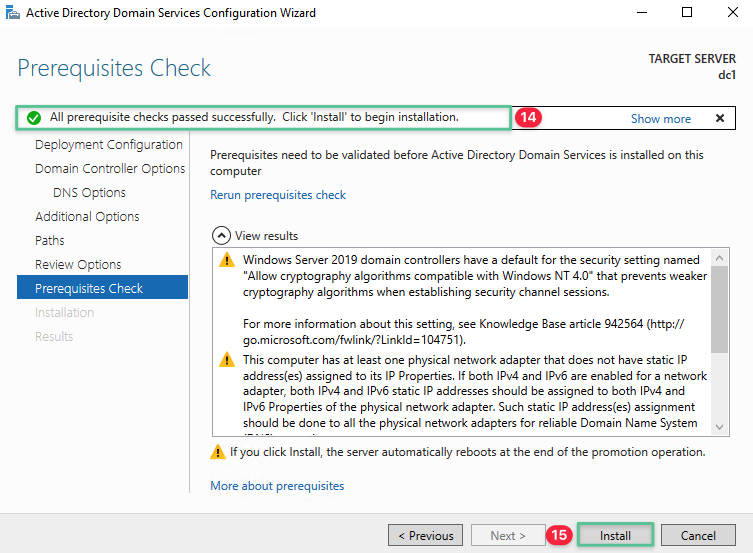 Active Directory Domain Services Configuration Wizard
Prerequisites Check
TARGET SERVER
dc1
All prerequisite checks passed successfully.  Click 'Install' to begin installation.
14
Show more
Deployment Configuration
Domain Controller Options
DNS Options
Additional Options
Paths
Review Options
Prerequisites Check
Installation
Results
Prerequisites need to be validated before Active Directory Domain Services is installed on this
computer
Rerun prerequisites check
View results
Windows Server 2019 domain controllers have a default for the security setting named
"Allow cryptography algorithms compatible with Windows NT 4.0" that prevents weaker
cryptography algorithms when establishing security channel sessions.
For more information about this setting, see Knowledge Base article 942564 (http://
go.microsoft.com/fwlink/?LinkId=104751).
This computer has at least one physical network adapter that does not have static IP
address(es) assigned to its IP Properties. If both IPv4 and IPv6 are enabled for a network
adapter, both IPv4 and IPv6 static IP addresses should be assigned to both IPv4 and
IPv6 Properties of the physical network adapter. Such static IP address(es) assignment
should be done to all the physical network adapters for reliable Domain Name System
If you click Install, the server automatically reboots at the end of the promotion operation.
More about prerequisites
< Previous
Next >
15
Install
Cancel